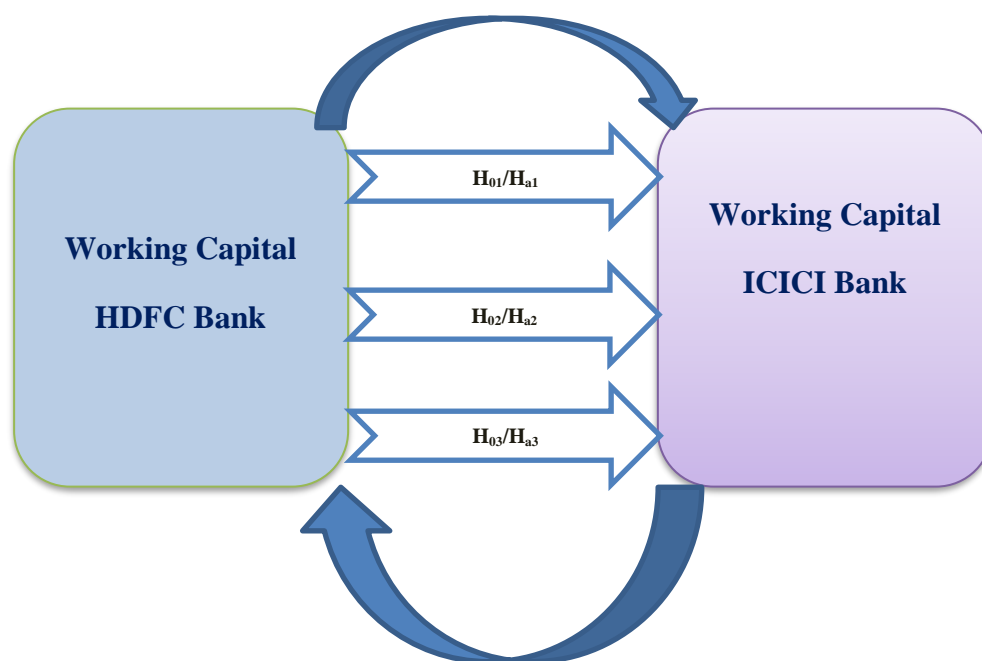 Working Capital
HDFC Bank
H01/Ha1
H02/Ha2
H03/Ha3
Working Capital
ICICI Bank